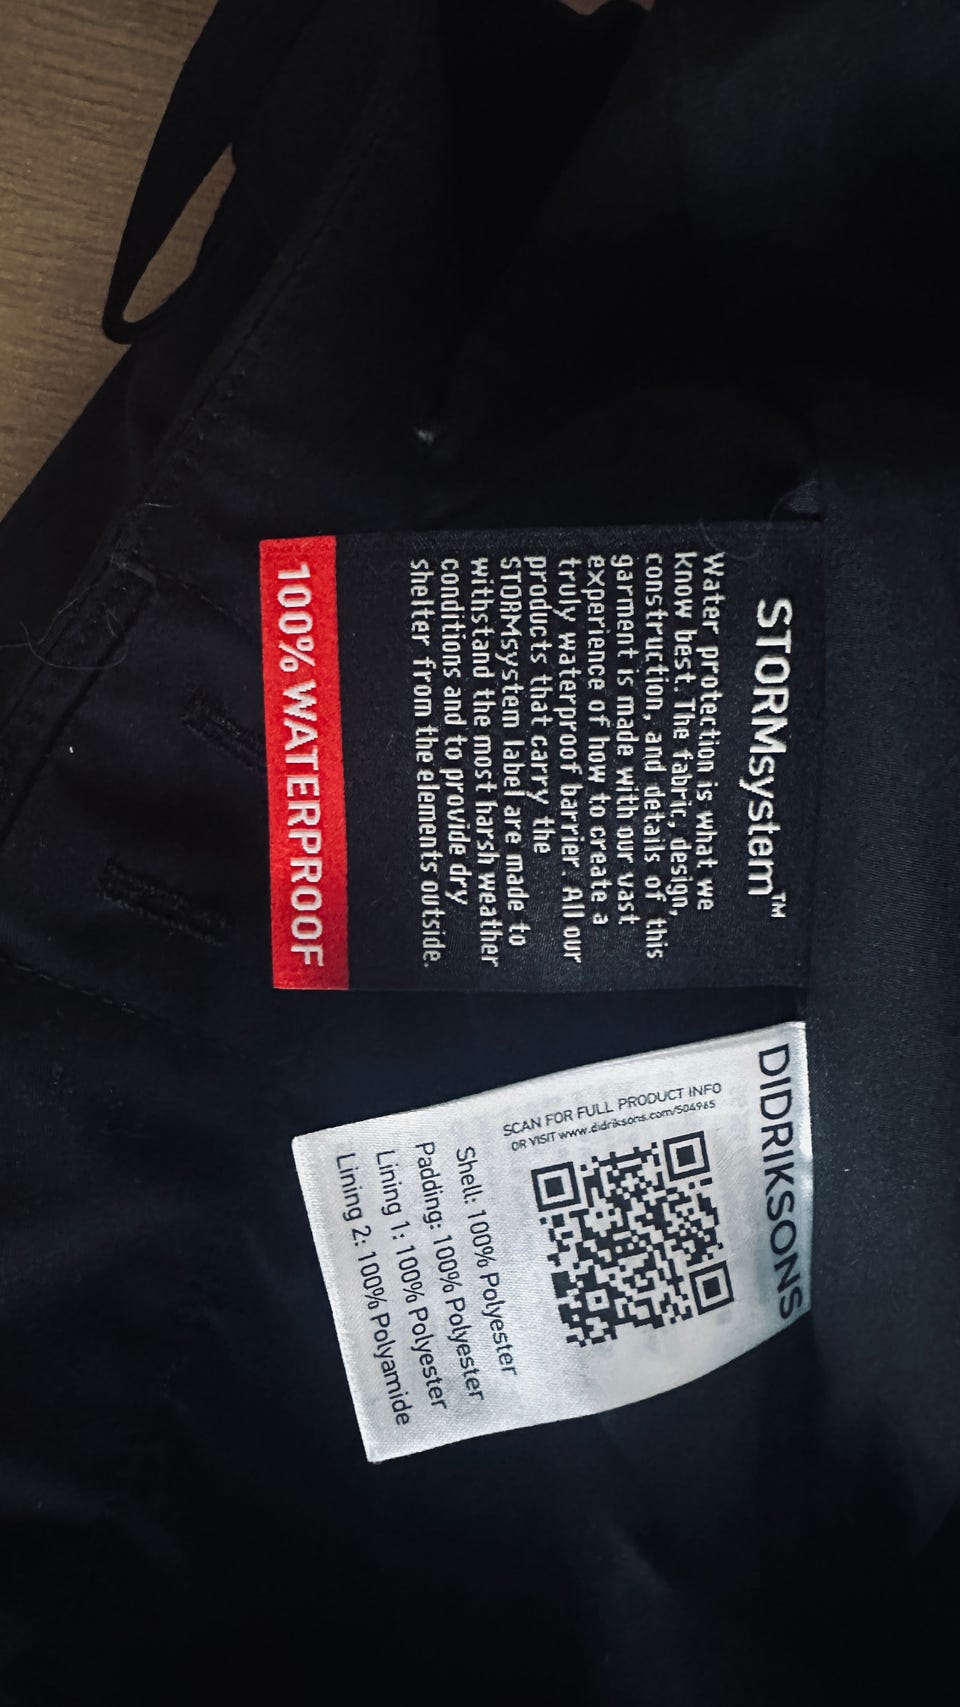 STORMsystem™
Water protection is what we
know best. The fabric, design,
construction, and details of this
garment is made with our vast
experience of how to create a
truly waterproof barrier. All our
products that carry the
STORMsystem label are made to
withstand the most harsh weather
conditions and to provide dry
shelter from the elements outside.
100% WATERPROOF
DIDRIKSONS
SCAN FOR FULL PRODUCT INFO
OR VISIT www.didriksons.com/504965
Shell: 100% Polyester
Padding: 100% Polyester
Lining 1: 100% Polyester
Lining 2: 100% Polyamide